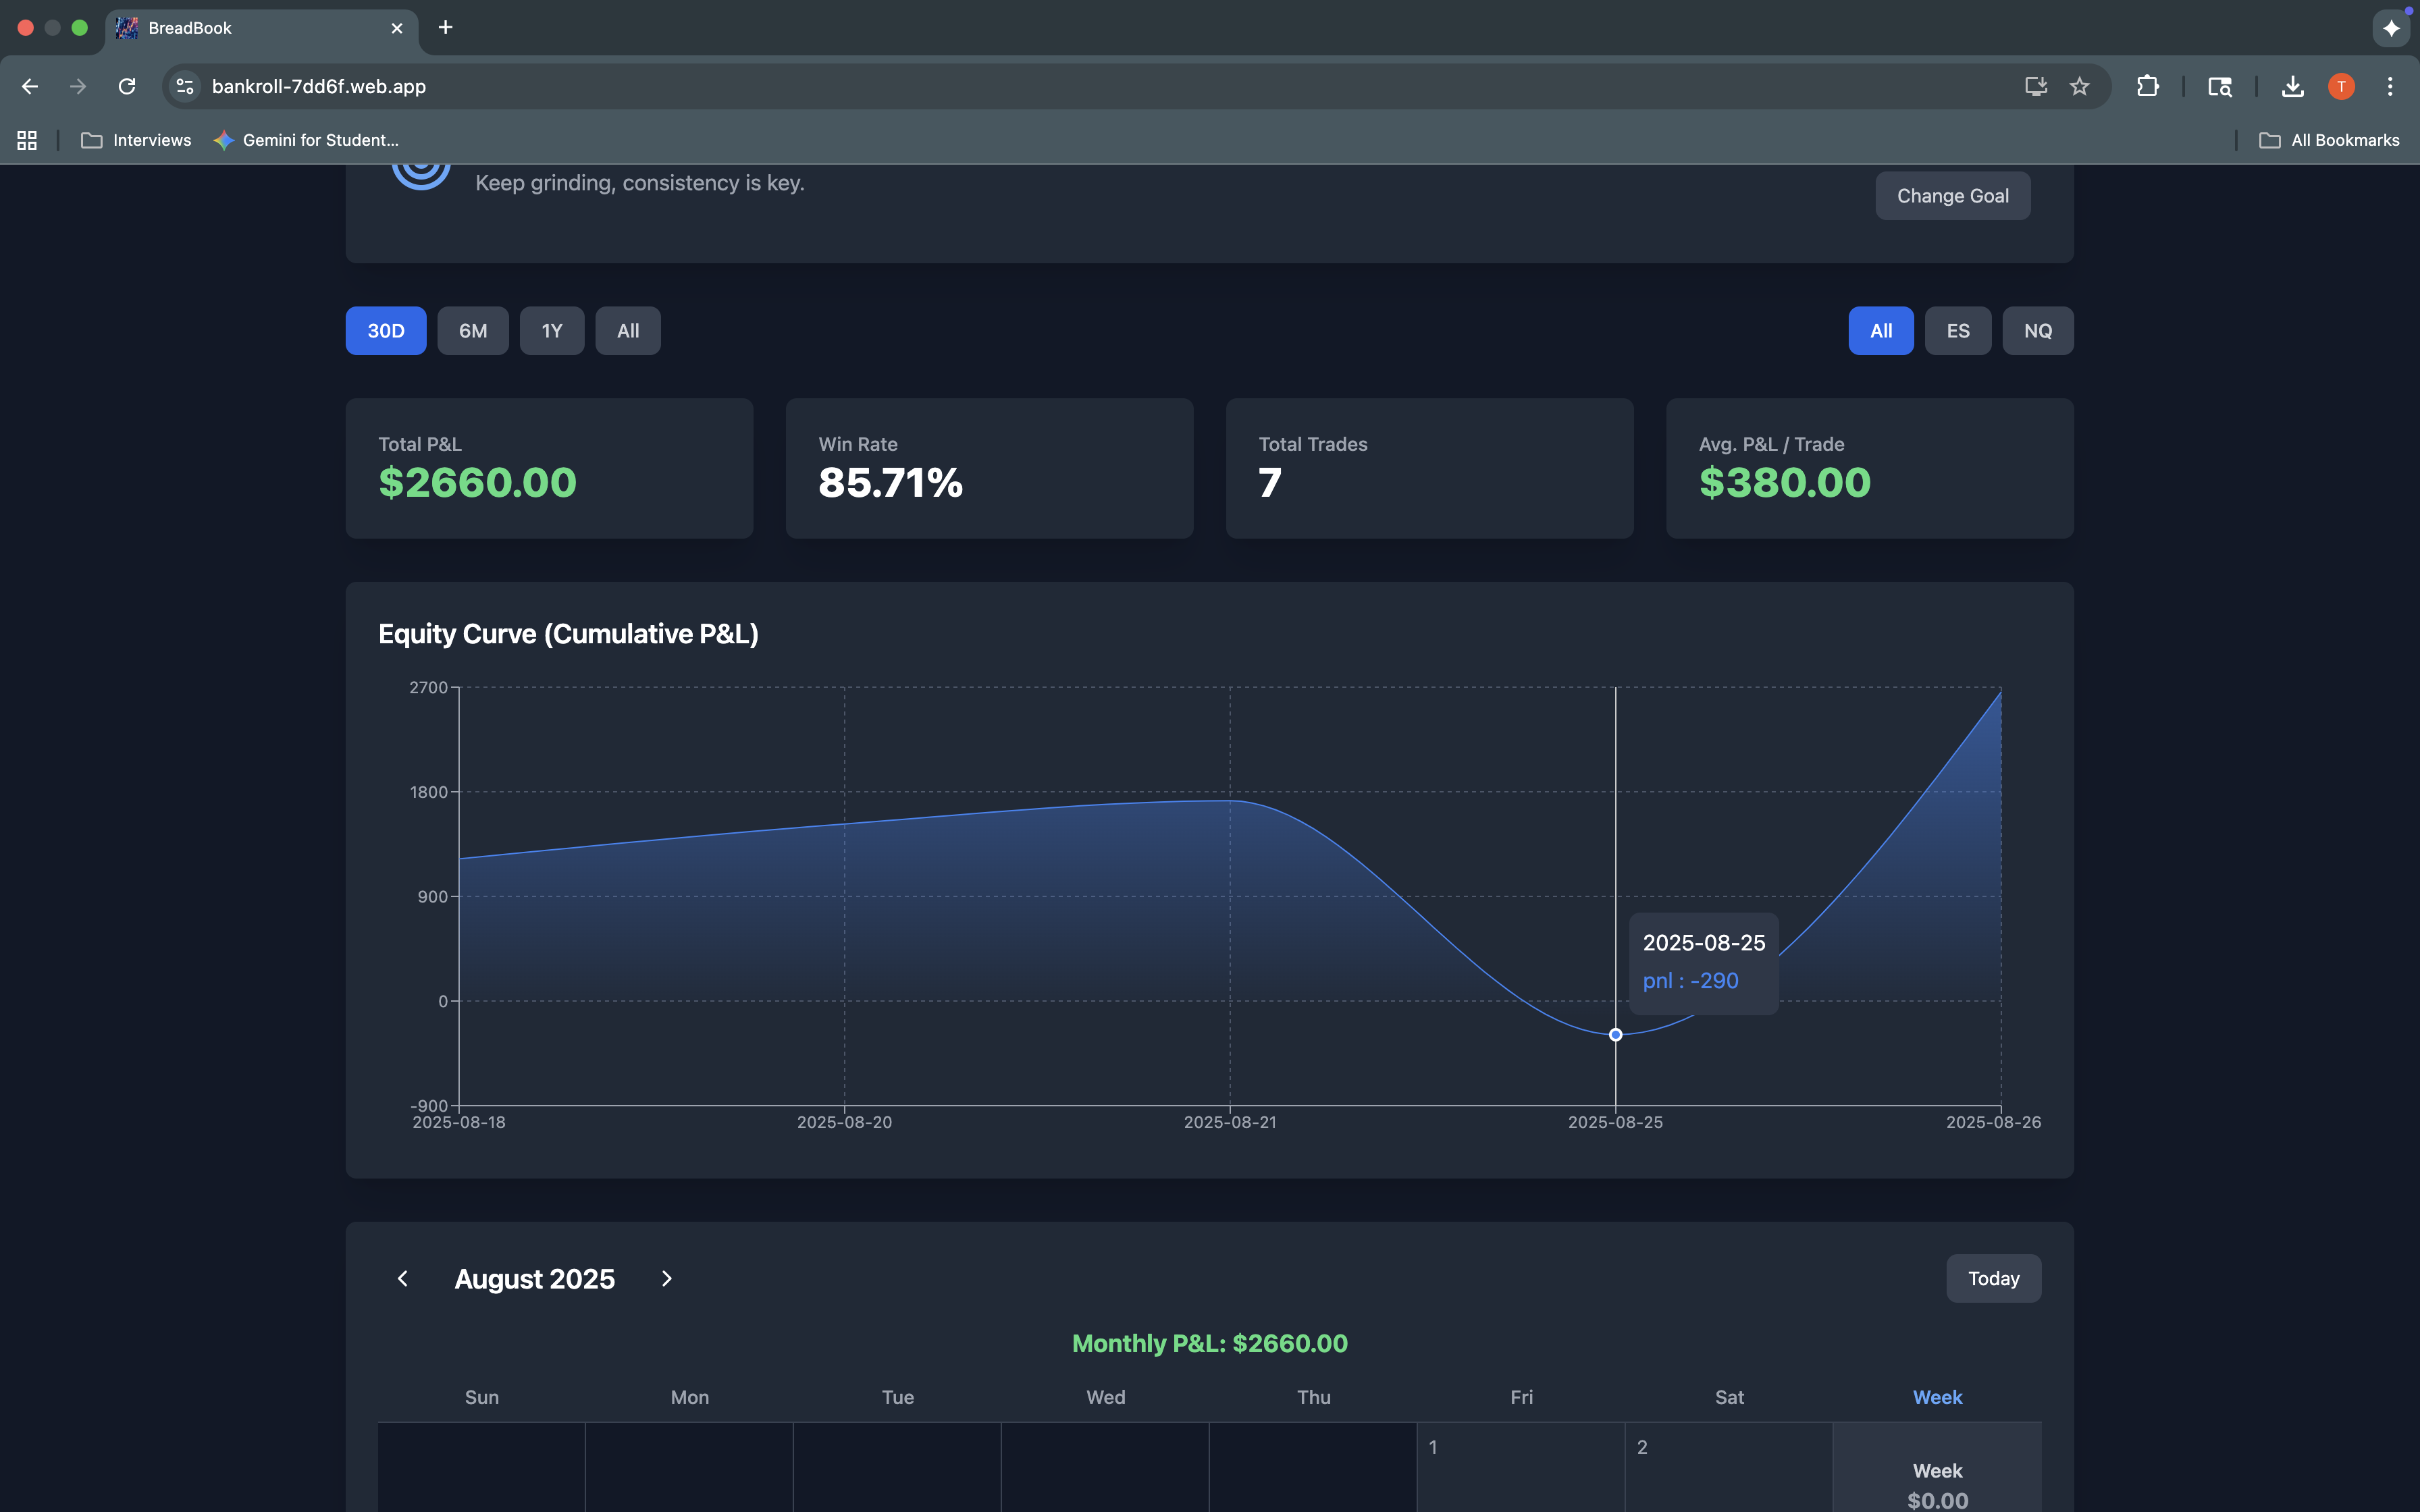 BreadBook
bankroll-7dd6f.web.app
T
Interviews
Gemini for Student...
All Bookmarks
Keep grinding, consistency is key.
Change Goal
30D 6M 1Y All
All ES NQ
Total P&L
$2660.00
Win Rate
85.71%
Total Trades
7
Avg. P&L / Trade
$380.00
Equity Curve (Cumulative P&L)
2700
1800
900
0
-900
2025-08-25
pnl : -290
2025-08-18 2025-08-20 2025-08-21 2025-08-25 2025-08-26
August 2025
Today
Monthly P&L: $2660.00
Sun Mon Tue Wed Thu Fri Sat Week
1 2
Week
$0.00